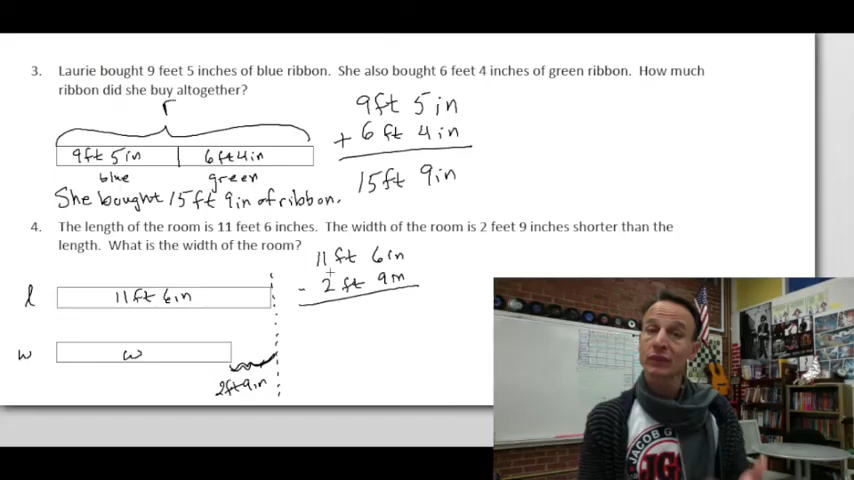 3. Laurie bought 9 feet 5 inches of blue ribbon. She also bought 6 feet 4 inches of green ribbon. How much
ribbon did she buy altogether?
r
9ft 5in 6ft 4in
blue green
9ft 5in
+ 6ft 4in
15ft 9in
She bought 15ft 9in of ribbon.
4. The length of the room is 11 feet 6 inches. The width of the room is 2 feet 9 inches shorter than the
length. What is the width of the room?
11ft 6in
- 2ft 9in
l 11ft 6in
w w
2ft 9in
JACOB G
JGS